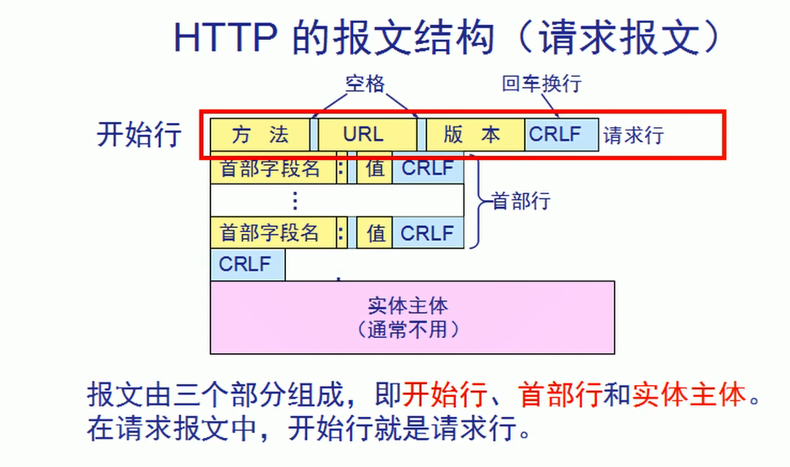 HTTP 的报文结构（请求报文）
空格 回车换行
开始行 方 法 URL 版 本 CRLF 请求行
首部字段名 : 值 CRLF
⋮ 首部行
首部字段名 : 值 CRLF
CRLF
实体主体
（通常不用）
报文由三个部分组成，即开始行、首部行和实体主体。
在请求报文中，开始行就是请求行。